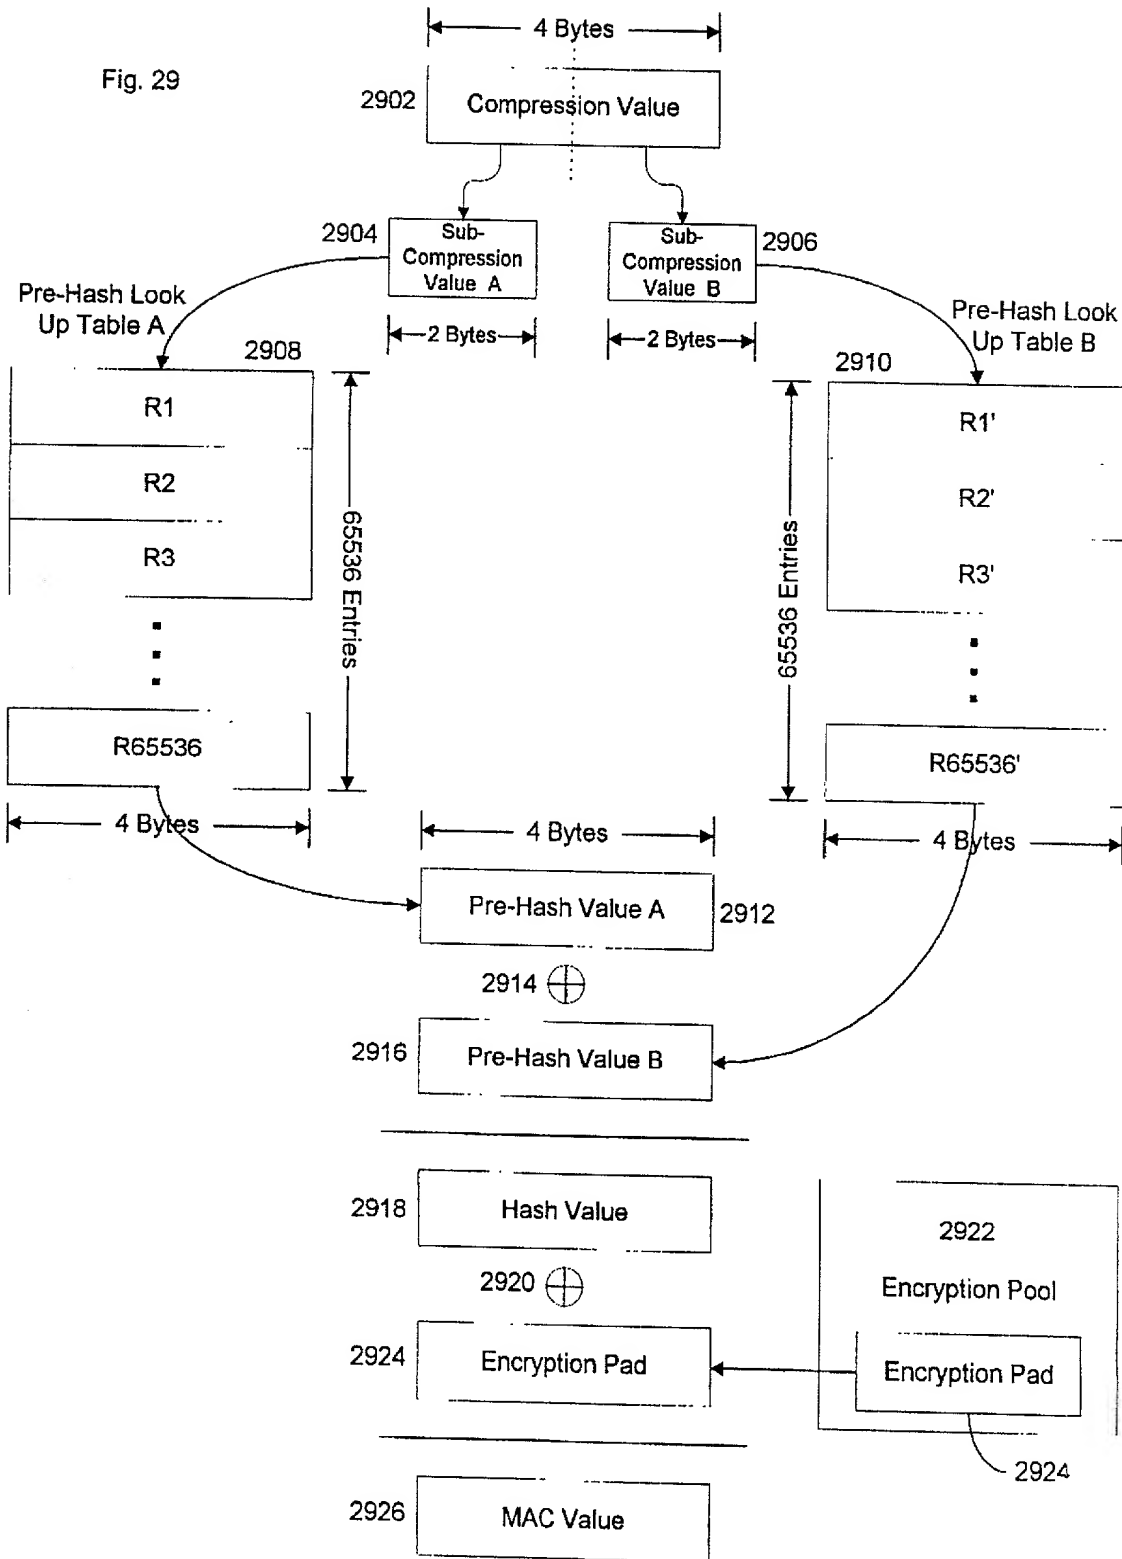 4 Bytes
Fig. 29
2902
Compression Value
2904
Sub-
Compression
Value A
Sub-
Compression
Value B
2906
Pre-Hash Look
Up Table A
2 Bytes
2 Bytes
Pre-Hash Look
Up Table B
2908
2910
R1
R2
R3
R65536
65536 Entries
4 Bytes
65536 Entries
R1'
R2'
R3'
R65536'
4 Bytes
4 Bytes
Pre-Hash Value A
2912
2914
2916
Pre-Hash Value B
2918
Hash Value
2920
2922
Encryption Pool
2924
Encryption Pad
Encryption Pad
2924
2926
MAC Value